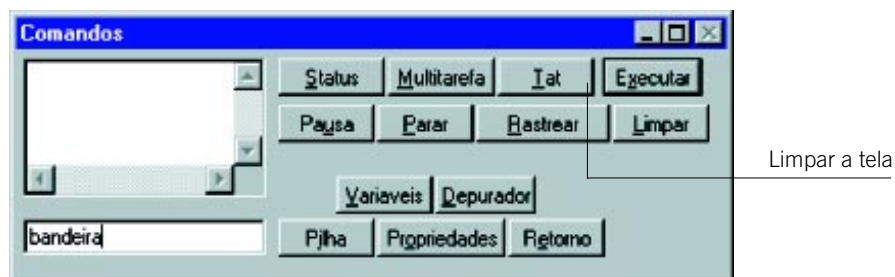 Comandos
Status Multitarefa Tat Executar
Pausa Parar Rastrear Limpar
Limpar a tela
Variaveis Depurador
bandeira
Pilha Propriedades Retorno